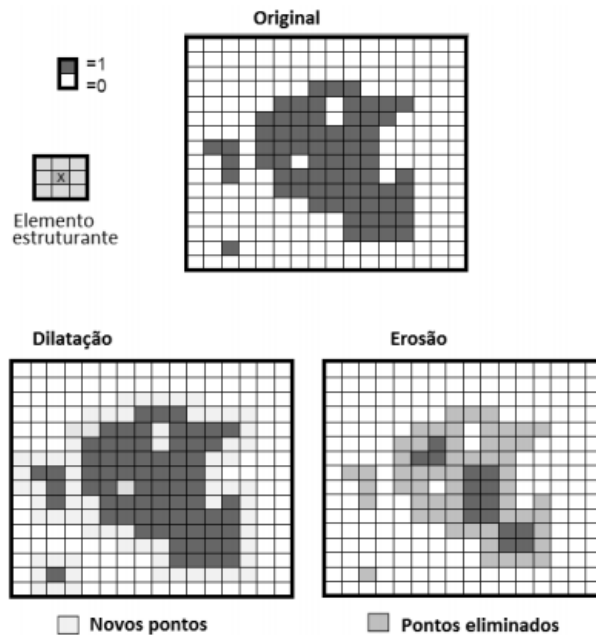 Original
=1
=0
x
Elemento
estruturante
Dilatação
Erosão
Novos pontos
Pontos eliminados